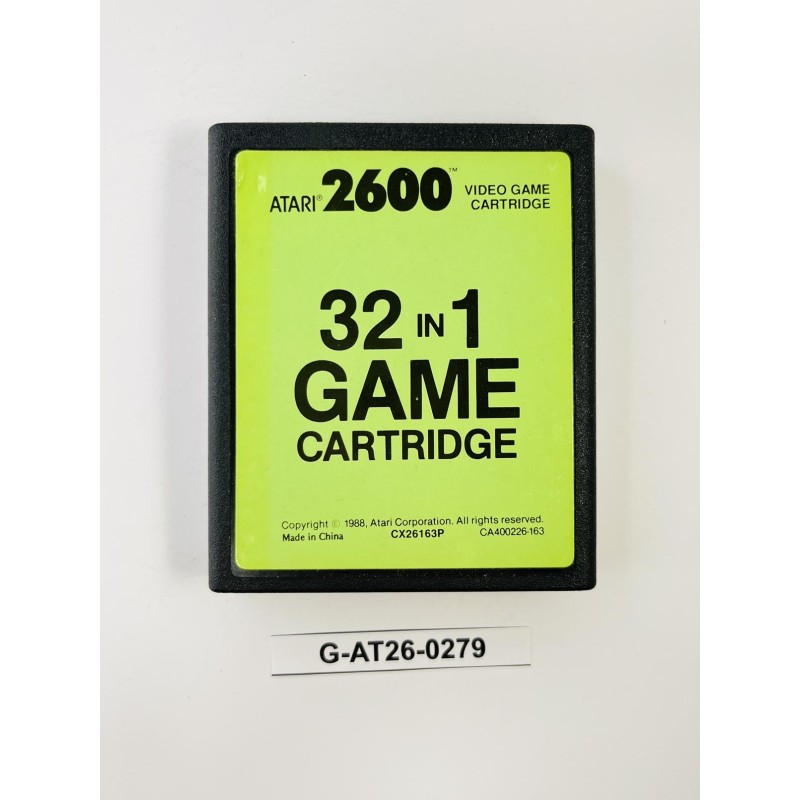 ATARI® 2600™ VIDEO GAME
CARTRIDGE
32 IN 1
GAME
CARTRIDGE
Copyright © 1988, Atari Corporation. All rights reserved.
Made in China CX26163P CA400226-163
G-AT26-0279